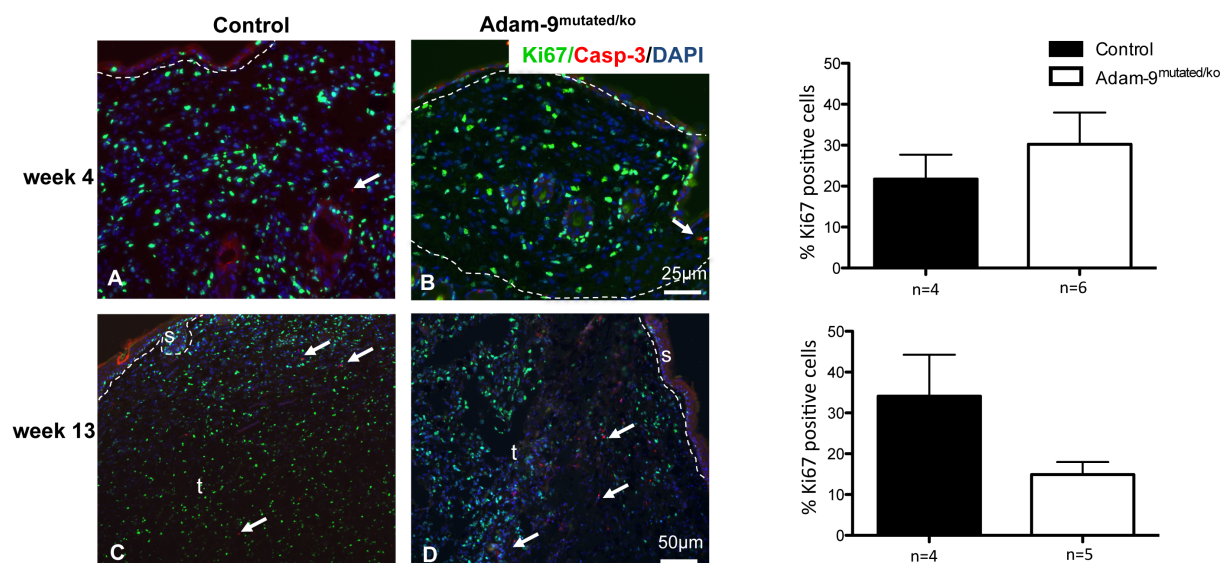 Control
Adam-9mutated/ko
Ki67/Casp-3/DAPI
week 4
A
B
25µm
week 13
s
t
C
s
t
D
50µm
Control
Adam-9mutated/ko
% Ki67 positive cells
50
40
30
20
10
0
n=4
n=6
% Ki67 positive cells
50
40
30
20
10
0
n=4
n=5